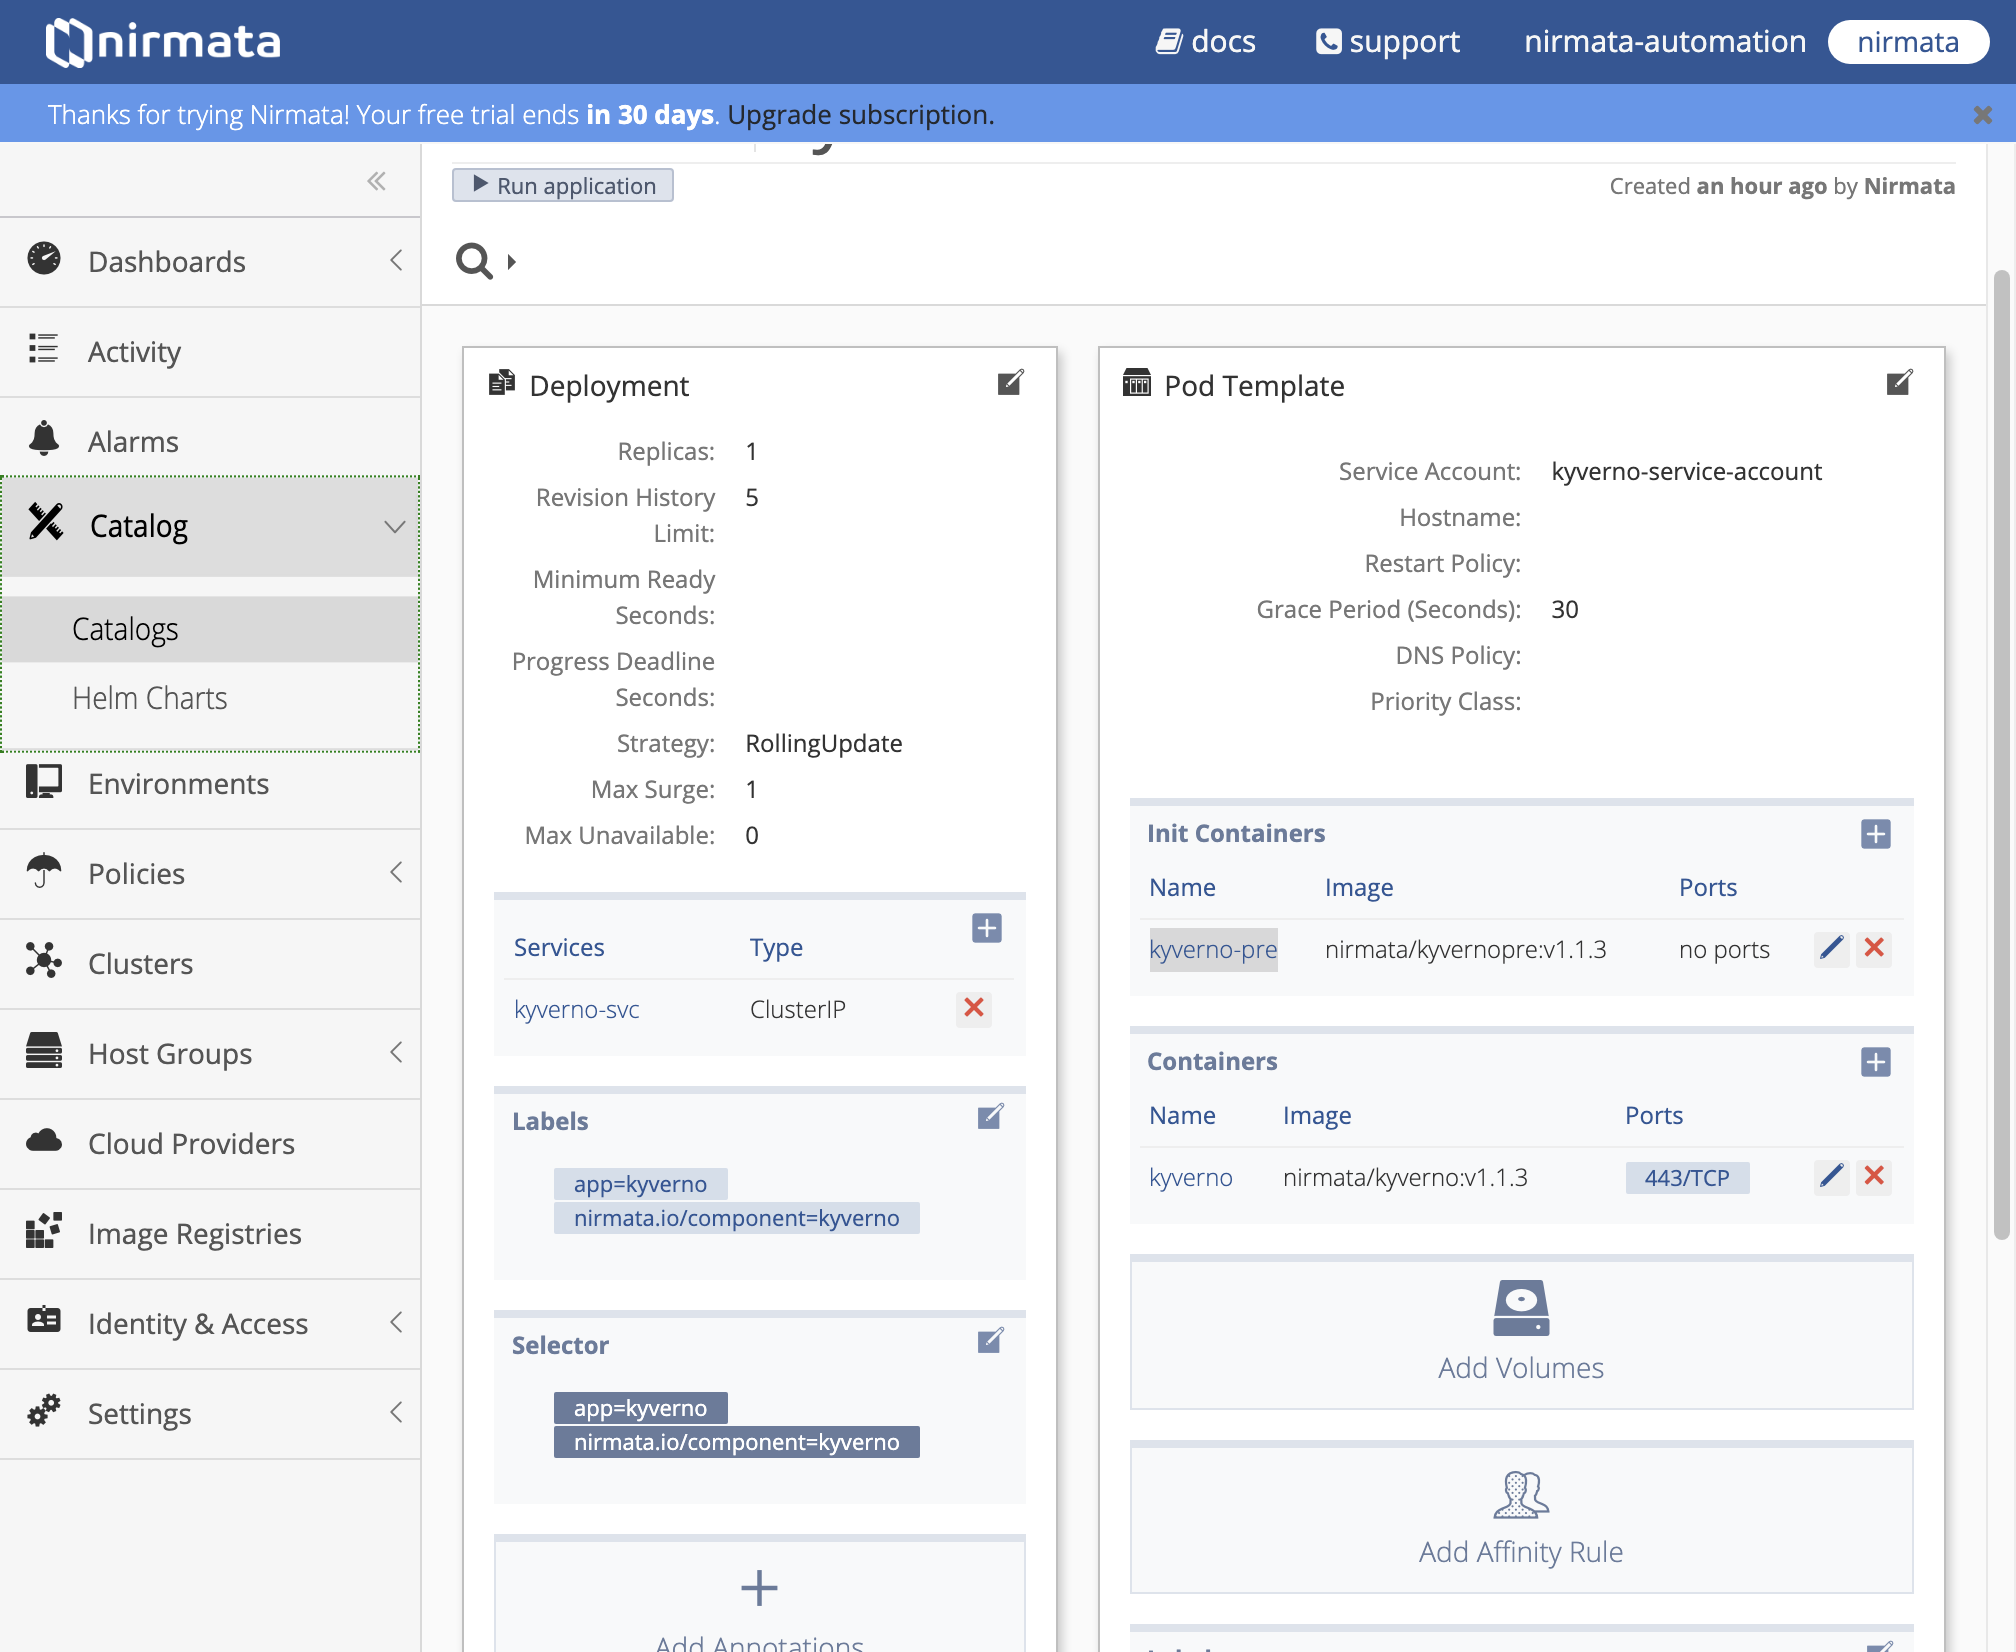 nirmata
docs
support
nirmata-automation
nirmata
Thanks for trying Nirmata! Your free trial ends in 30 days. Upgrade subscription.
Run application
Created an hour ago by Nirmata
Dashboards
Activity
Alarms
Catalog
Catalogs
Helm Charts
Environments
Policies
Clusters
Host Groups
Cloud Providers
Image Registries
Identity & Access
Settings
Deployment
Replicas: 1
Revision History 5
Limit:
Minimum Ready
Seconds:
Progress Deadline
Seconds:
Strategy: RollingUpdate
Max Surge: 1
Max Unavailable: 0
Services Type
kyverno-svc ClusterIP
Labels
app=kyverno
nirmata.io/component=kyverno
Selector
app=kyverno
nirmata.io/component=kyverno
Add Annotations
Pod Template
Service Account: kyverno-service-account
Hostname:
Restart Policy:
Grace Period (Seconds): 30
DNS Policy:
Priority Class:
Init Containers
Name Image Ports
kyverno-pre nirmata/kyvernopre:v1.1.3 no ports
Containers
Name Image Ports
kyverno nirmata/kyverno:v1.1.3 443/TCP
Add Volumes
Add Affinity Rule